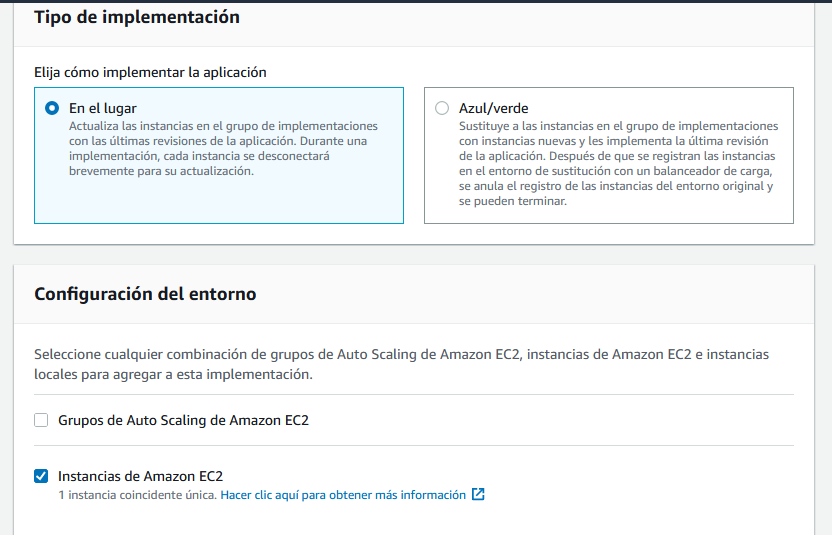 Tipo de implementación
Elija cómo implementar la aplicación
En el lugar
Actualiza las instancias en el grupo de implementaciones
con las últimas revisiones de la aplicación. Durante una
implementación, cada instancia se desconectará
brevemente para su actualización.
Azul/verde
Sustituye a las instancias en el grupo de implementaciones
con instancias nuevas y les implementa la última revisión
de la aplicación. Después de que se registran las instancias
en el entorno de sustitución con un balanceador de carga,
se anula el registro de las instancias del entorno original y
se pueden terminar.
Configuración del entorno
Seleccione cualquier combinación de grupos de Auto Scaling de Amazon EC2, instancias de Amazon EC2 e instancias
locales para agregar a esta implementación.
Grupos de Auto Scaling de Amazon EC2
Instancias de Amazon EC2
1 instancia coincidente única. Hacer clic aquí para obtener más información